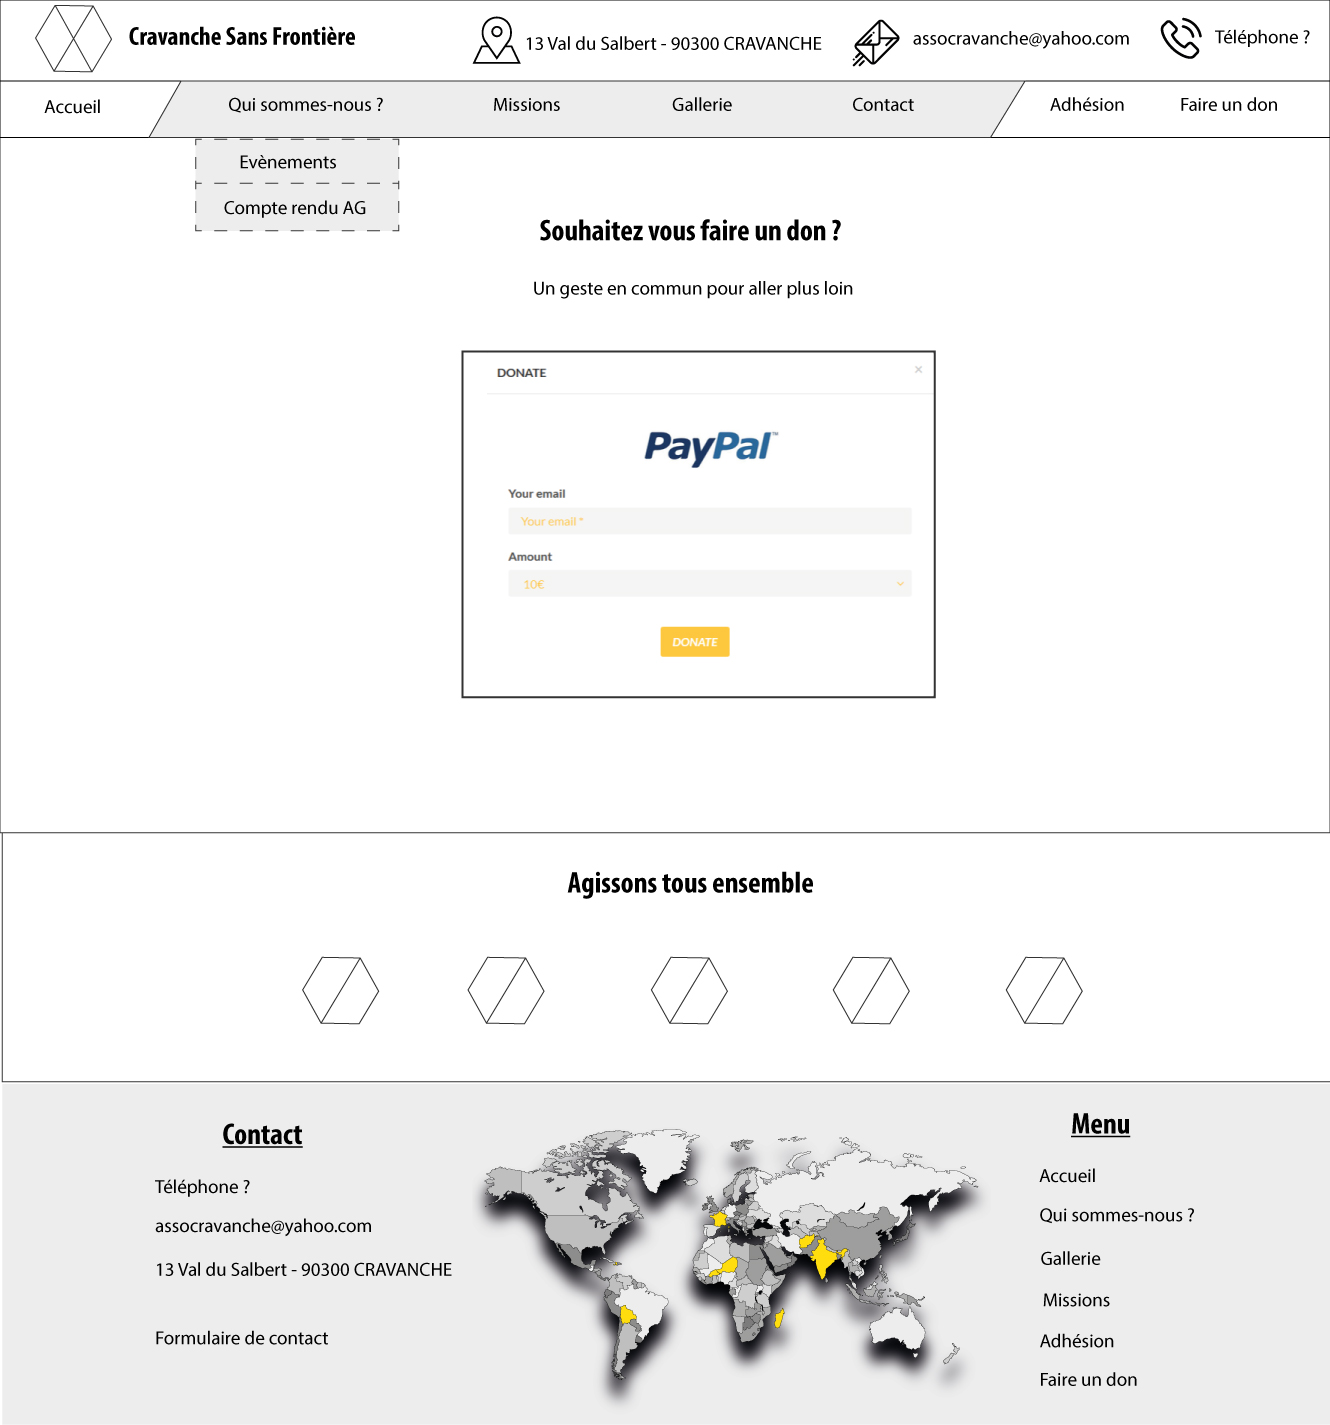 Cravanche Sans Frontière
13 Val du Salbert - 90300 CRAVANCHE
assocravanche@yahoo.com
Téléphone ?
Accueil
Qui sommes-nous ?
Missions
Gallerie
Contact
Adhésion
Faire un don
Evènements
Compte rendu AG
Souhaitez vous faire un don ?
Un geste en commun pour aller plus loin
DONATE
×
PayPal™
Your email
Your email *
Amount
10€
DONATE
Agissons tous ensemble
Contact
Téléphone ?
assocravanche@yahoo.com
13 Val du Salbert - 90300 CRAVANCHE
Formulaire de contact
Menu
Accueil
Qui sommes-nous ?
Gallerie
Missions
Adhésion
Faire un don